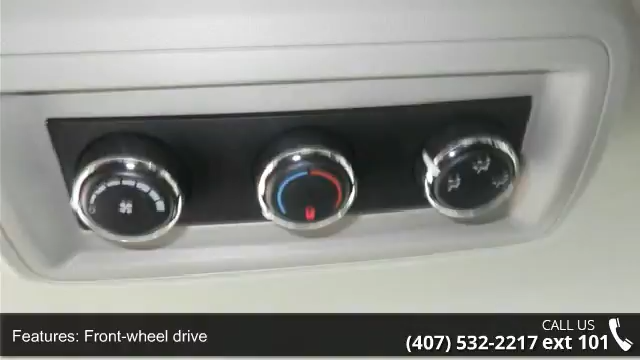 Features: Front-wheel drive
CALL US
(407) 532-2217 ext 101